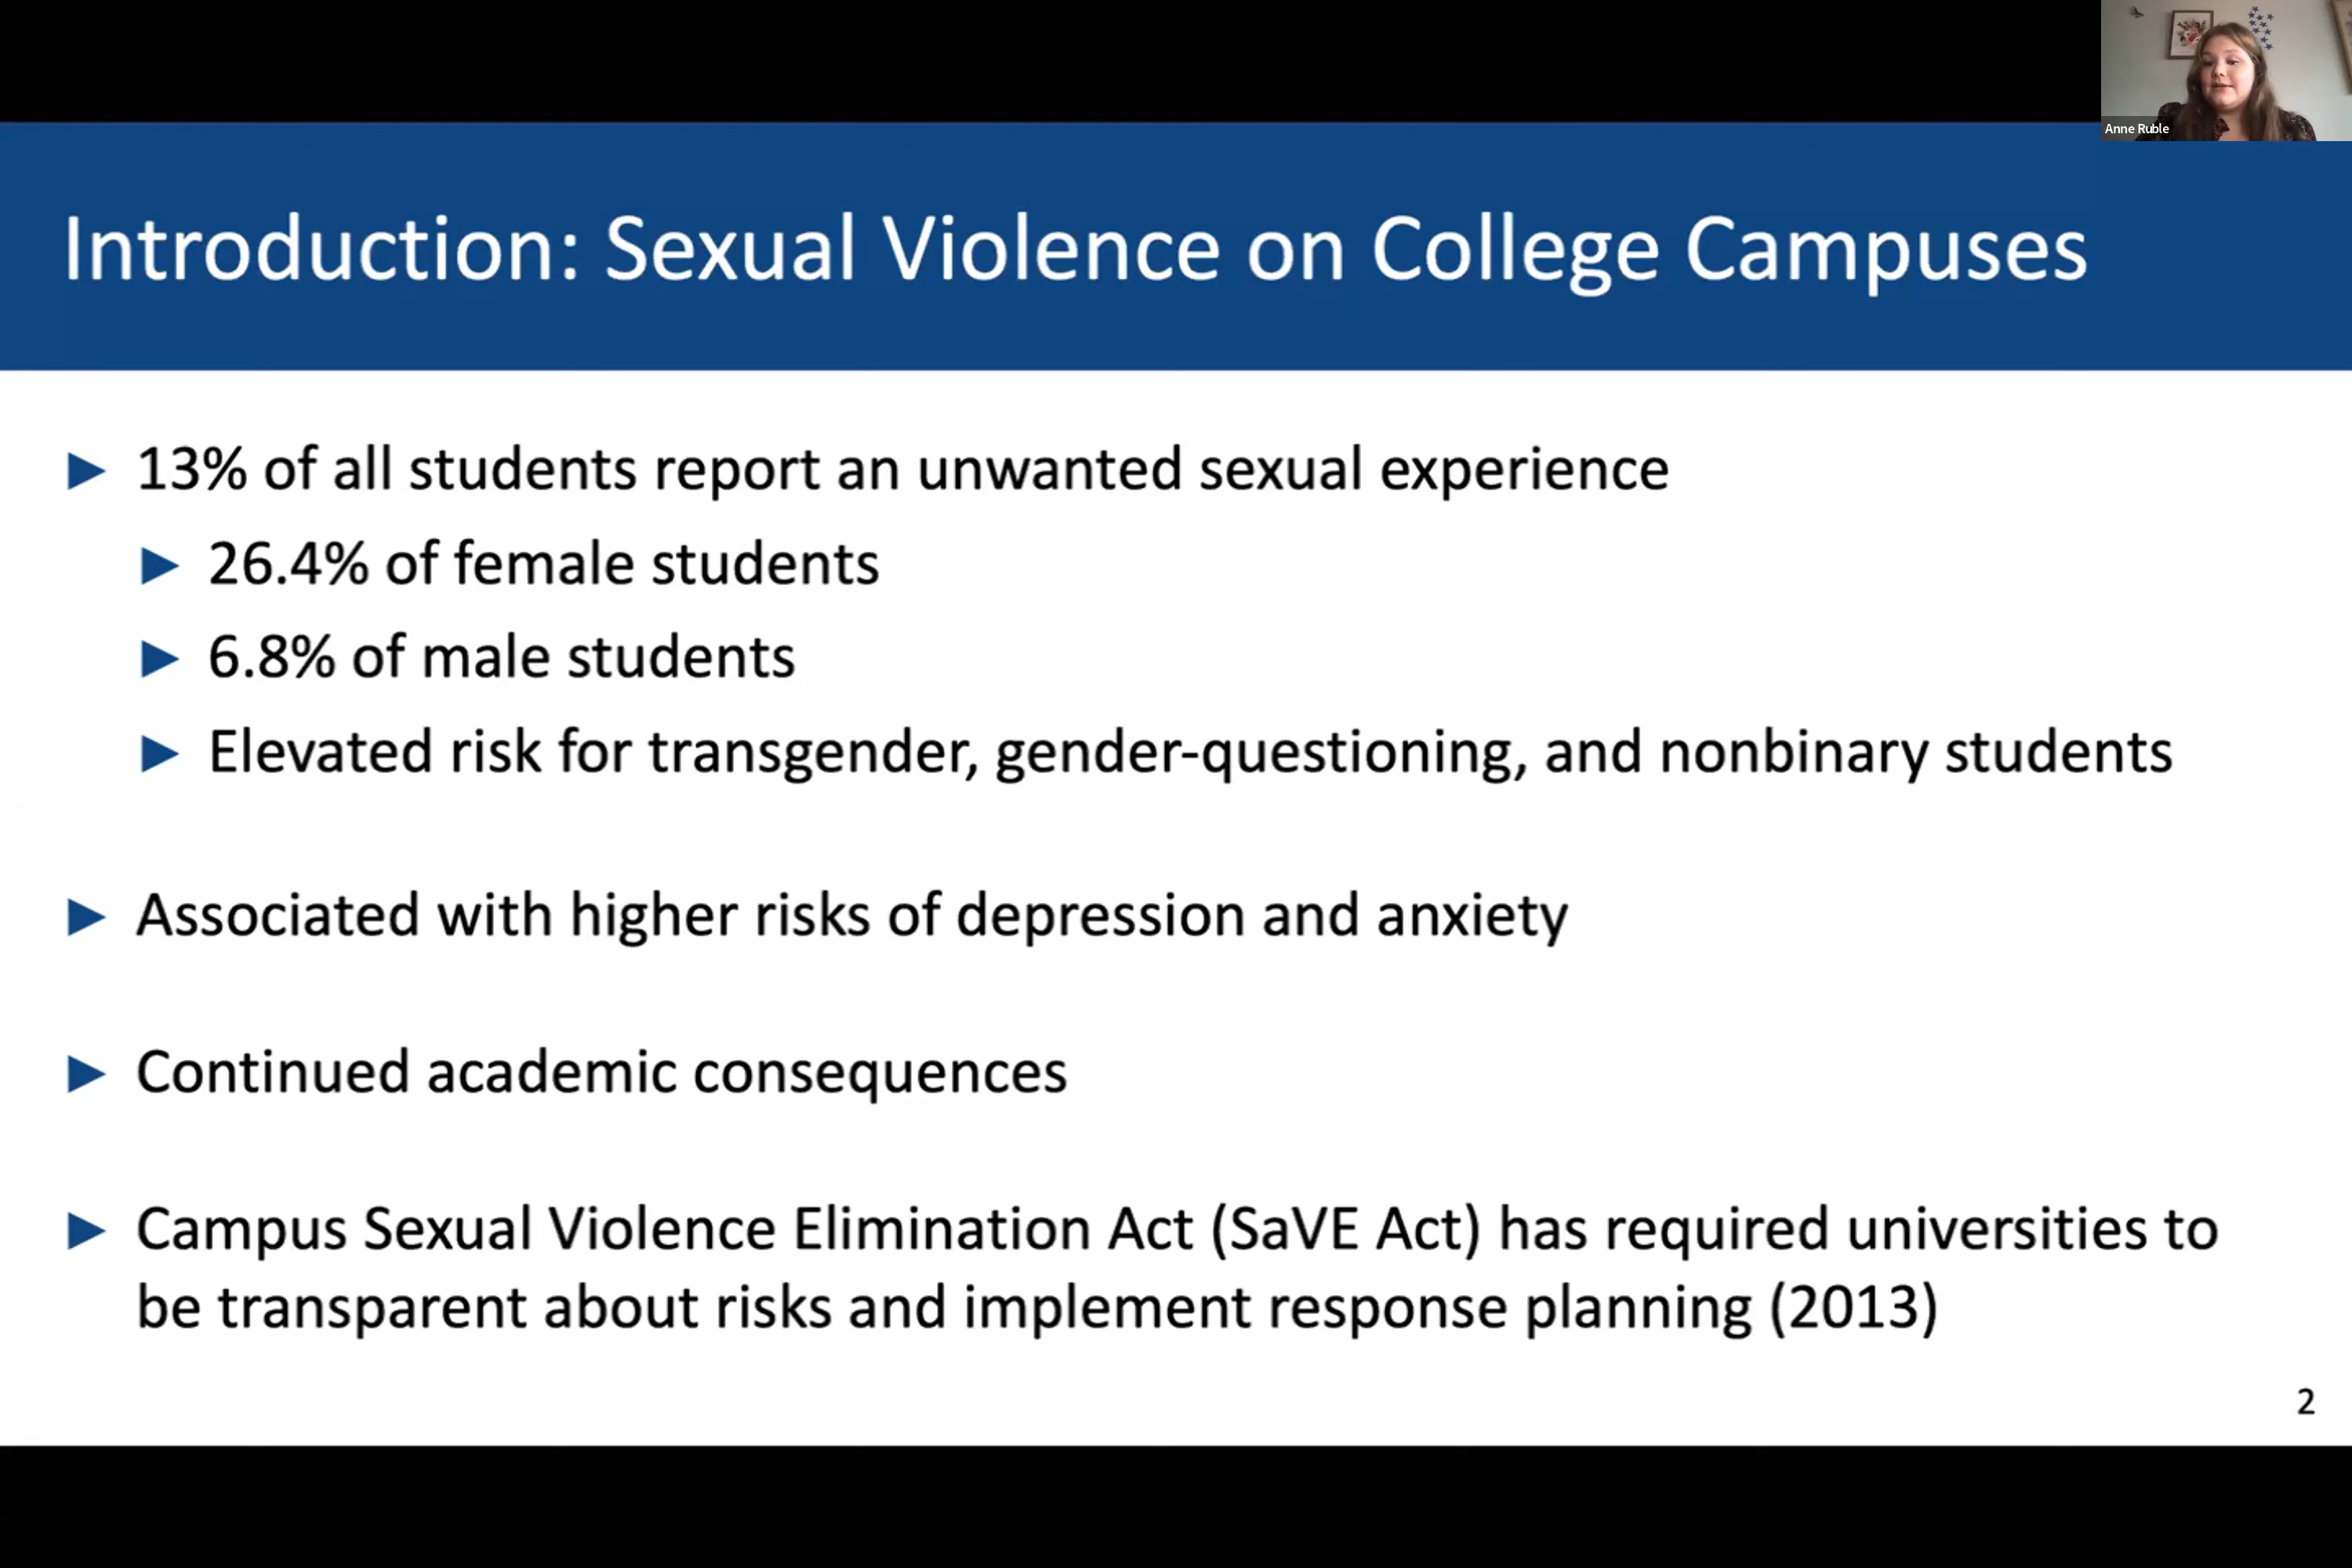 Anne Ruble
Introduction: Sexual Violence on College Campuses
13% of all students report an unwanted sexual experience
26.4% of female students
6.8% of male students
Elevated risk for transgender, gender-questioning, and nonbinary students
Associated with higher risks of depression and anxiety
Continued academic consequences
Campus Sexual Violence Elimination Act (SaVE Act) has required universities to
be transparent about risks and implement response planning (2013)
2